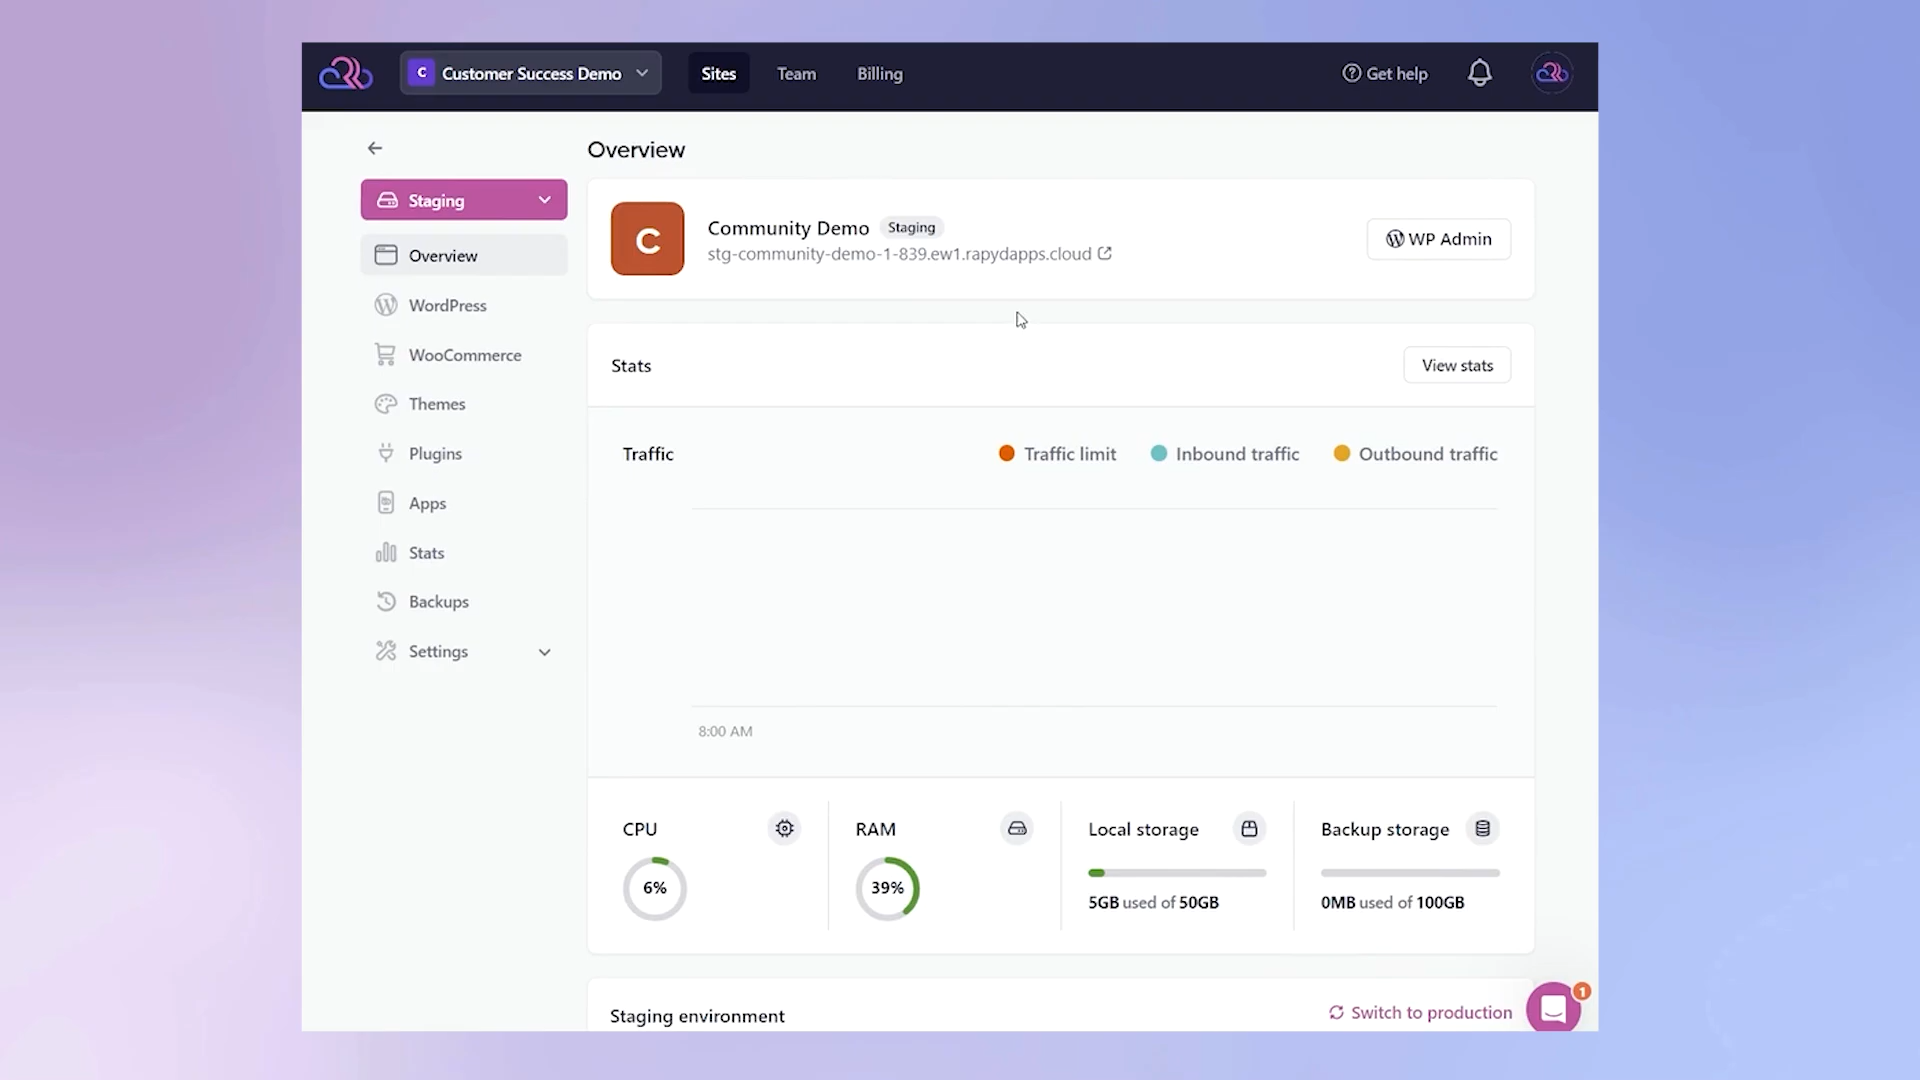 C Customer Success Demo
Sites
Team
Billing
Get help
Overview
Staging
Overview
WordPress
WooCommerce
Themes
Plugins
Apps
Stats
Backups
Settings
C
Community Demo Staging
stg-community-demo-1-839.ew1.rapydapps.cloud
WP Admin
Stats
View stats
Traffic
Traffic limit
Inbound traffic
Outbound traffic
8:00 AM
CPU
6%
RAM
39%
Local storage
5GB used of 50GB
Backup storage
0MB used of 100GB
Staging environment
Switch to production
1